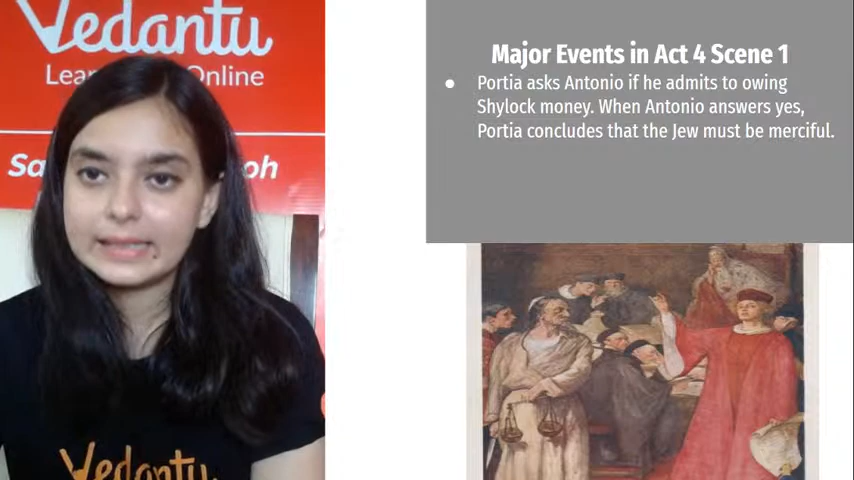 Vedantu
Lea Online
Sa oh
Vedantu
Major Events in Act 4 Scene 1
● Portia asks Antonio if he admits to owing
Shylock money. When Antonio answers yes,
Portia concludes that the Jew must be merciful.